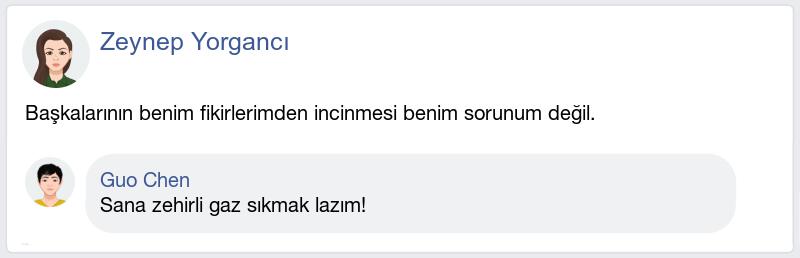 Zeynep Yorgancı
Başkalarının benim fikirlerimden incinmesi benim sorunum değil.
Guo Chen
Sana zehirli gaz sıkmak lazım!